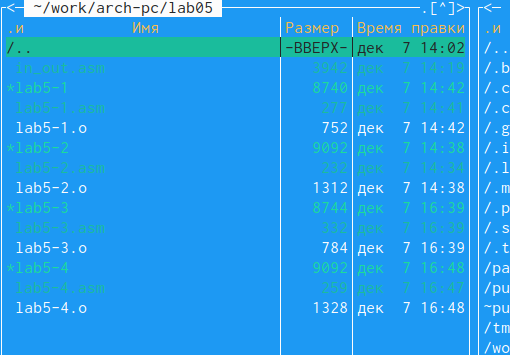 <- ~/work/arch-pc/lab05 .[^]> <-
.и Имя Размер Время правки .и
/.. -ВВЕРХ- дек 7 14:02 /..
in_out.asm 3942 дек 7 14:19 /.b
*lab5-1 8740 дек 7 14:42 /.c
lab5-1.asm 277 дек 7 14:41 /.c
lab5-1.o 752 дек 7 14:42 /.g
*lab5-2 9092 дек 7 14:38 /.i
lab5-2.asm 232 дек 7 14:34 /.l
lab5-2.o 1312 дек 7 14:38 /.m
*lab5-3 8744 дек 7 16:39 /.p
lab5-3.asm 332 дек 7 16:39 /.s
lab5-3.o 784 дек 7 16:39 /.t
*lab5-4 9092 дек 7 16:48 /pa
lab5-4.asm 259 дек 7 16:47 /pu
lab5-4.o 1328 дек 7 16:48 ~pu
/tm
/wo